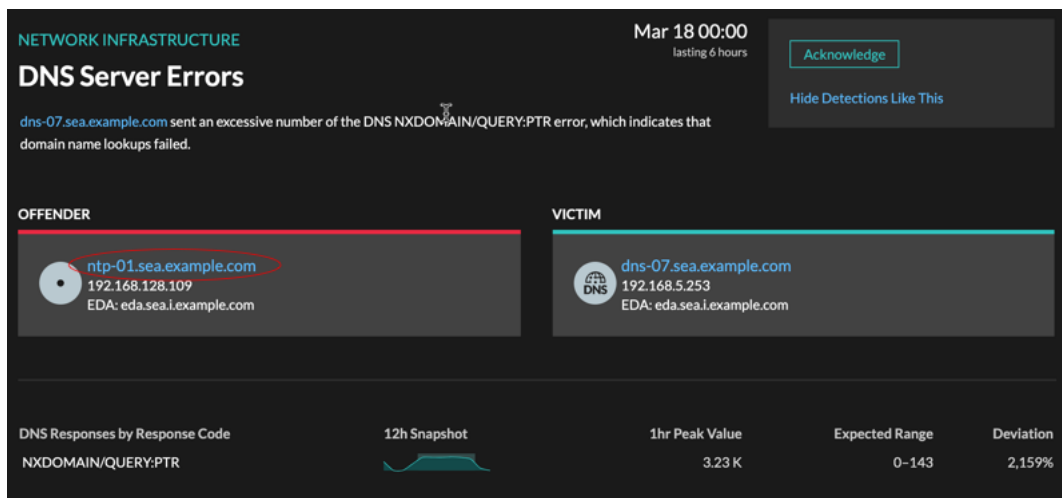 NETWORK INFRASTRUCTURE
DNS Server Errors
Mar 18 00:00
lasting 6 hours
Acknowledge
Hide Detections Like This
dns-07.sea.example.com sent an excessive number of the DNS NXDOMAIN/QUERY:PTR error, which indicates that
domain name lookups failed.
OFFENDER
ntp-01.sea.example.com
192.168.128.109
EDA: eda.sea.i.example.com
VICTIM
DNS
dns-07.sea.example.com
192.168.5.253
EDA: eda.sea.i.example.com
DNS Responses by Response Code 12h Snapshot 1hr Peak Value Expected Range Deviation
NXDOMAIN/QUERY:PTR 3.23 K 0–143 2,159%